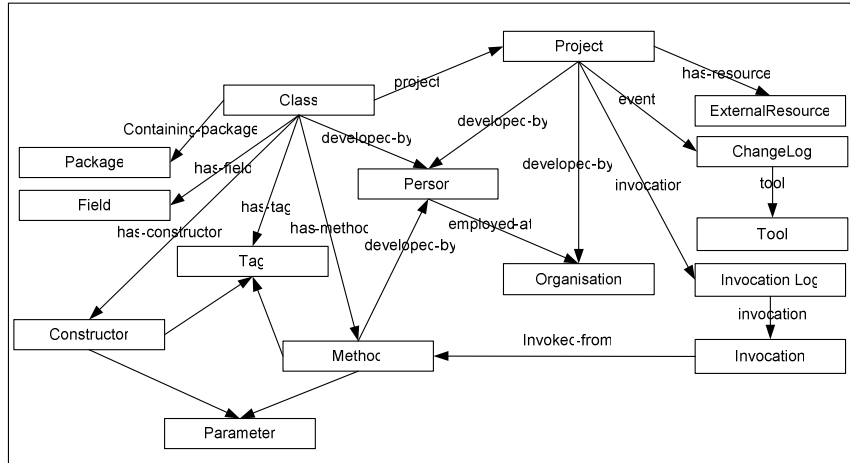 Project
project
has-resource
Class
event
ExternalResource
Containing-package
developed-by
developed-by
ChangeLog
Package
has-field
developed-by
Person
invocation
tool
Field
has-tag
has-constructor
has-method
employed-at
Tool
developed-by
Tag
Organisation
Invocation Log
invocation
Constructor
Invoked-from
Method
Invocation
Parameter